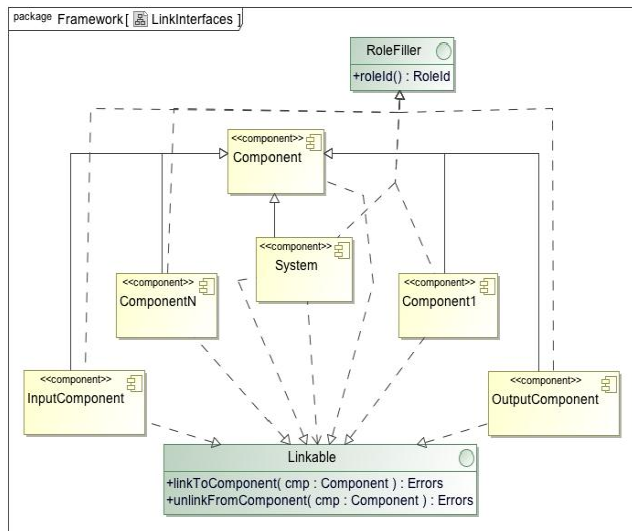 package Framework[ LinkInterfaces ]
RoleFiller
+roleId() : RoleId
<<component>>
Component
<<component>>
System
<<component>>
ComponentN
<<component>>
Component1
<<component>>
InputComponent
<<component>>
OutputComponent
Linkable
+linkToComponent( cmp : Component ) : Errors
+unlinkFromComponent( cmp : Component ) : Errors